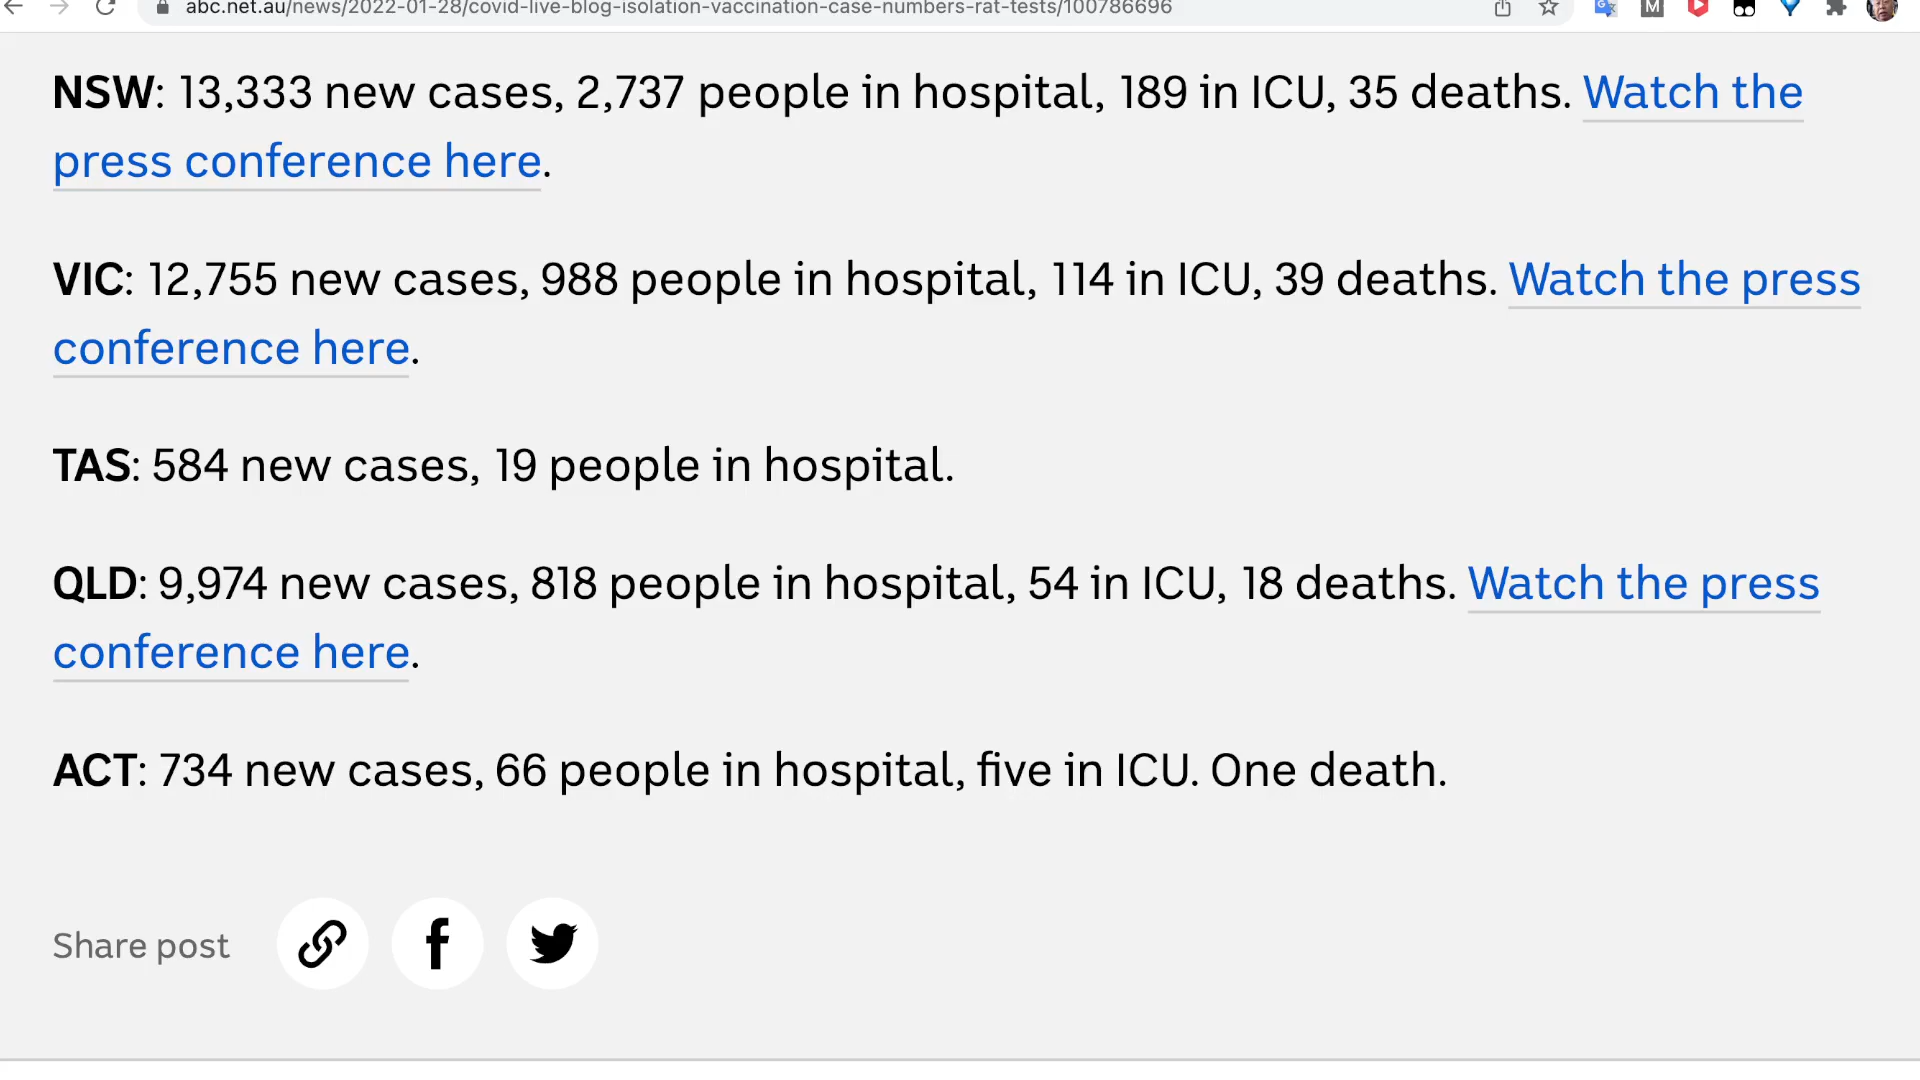 abc.net.au/news/2022-01-28/covid-live-blog-isolation-vaccination-case-numbers-rat-tests/100786696
NSW: 13,333 new cases, 2,737 people in hospital, 189 in ICU, 35 deaths. Watch the
press conference here.
VIC: 12,755 new cases, 988 people in hospital, 114 in ICU, 39 deaths. Watch the press
conference here.
TAS: 584 new cases, 19 people in hospital.
QLD: 9,974 new cases, 818 people in hospital, 54 in ICU, 18 deaths. Watch the press
conference here.
ACT: 734 new cases, 66 people in hospital, five in ICU. One death.
Share post